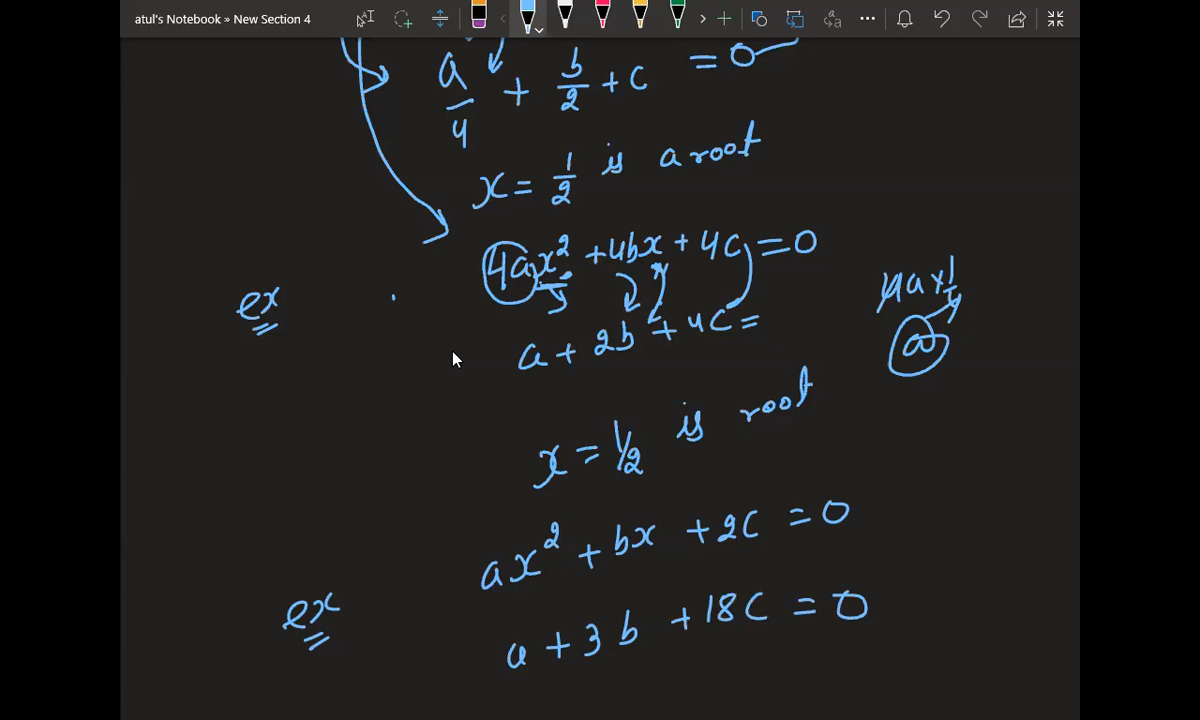 atul's Notebook » New Section 4
a/4 + b/2 + c = 0
x = 1/2 is a root
4ax² + 4bx + 4c = 0
ex
a + 2b + 4c =
a
x = 1/2 is root
ax² + bx + 2c = 0
ex
a + 3b + 18c = 0